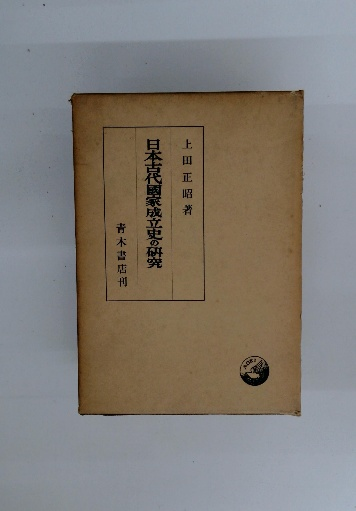 上田正昭著
日本古代國家成立史の研究
青木書店刊